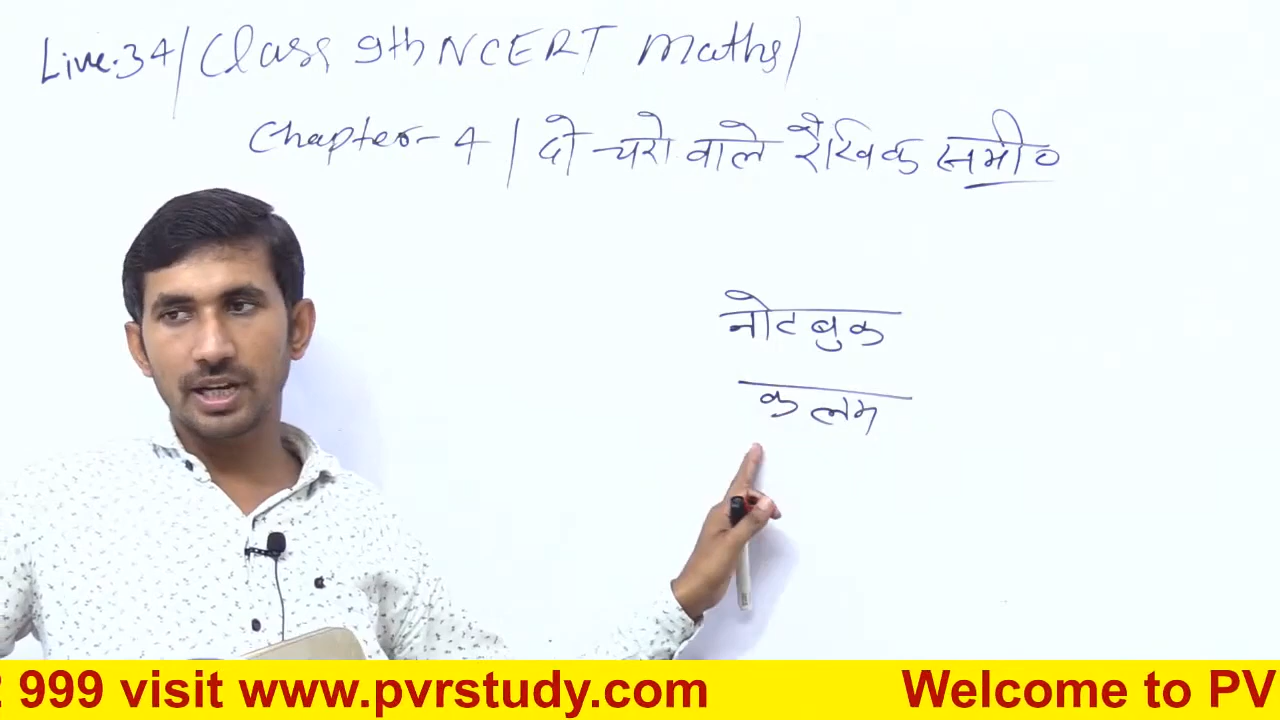 Live.34/Class 9th NCERT Maths/
Chapter-4/दो चरो वाले रैखिक समी०
नोटबुक
कलम
2 999 visit www.pvrstudy.com Welcome to PV